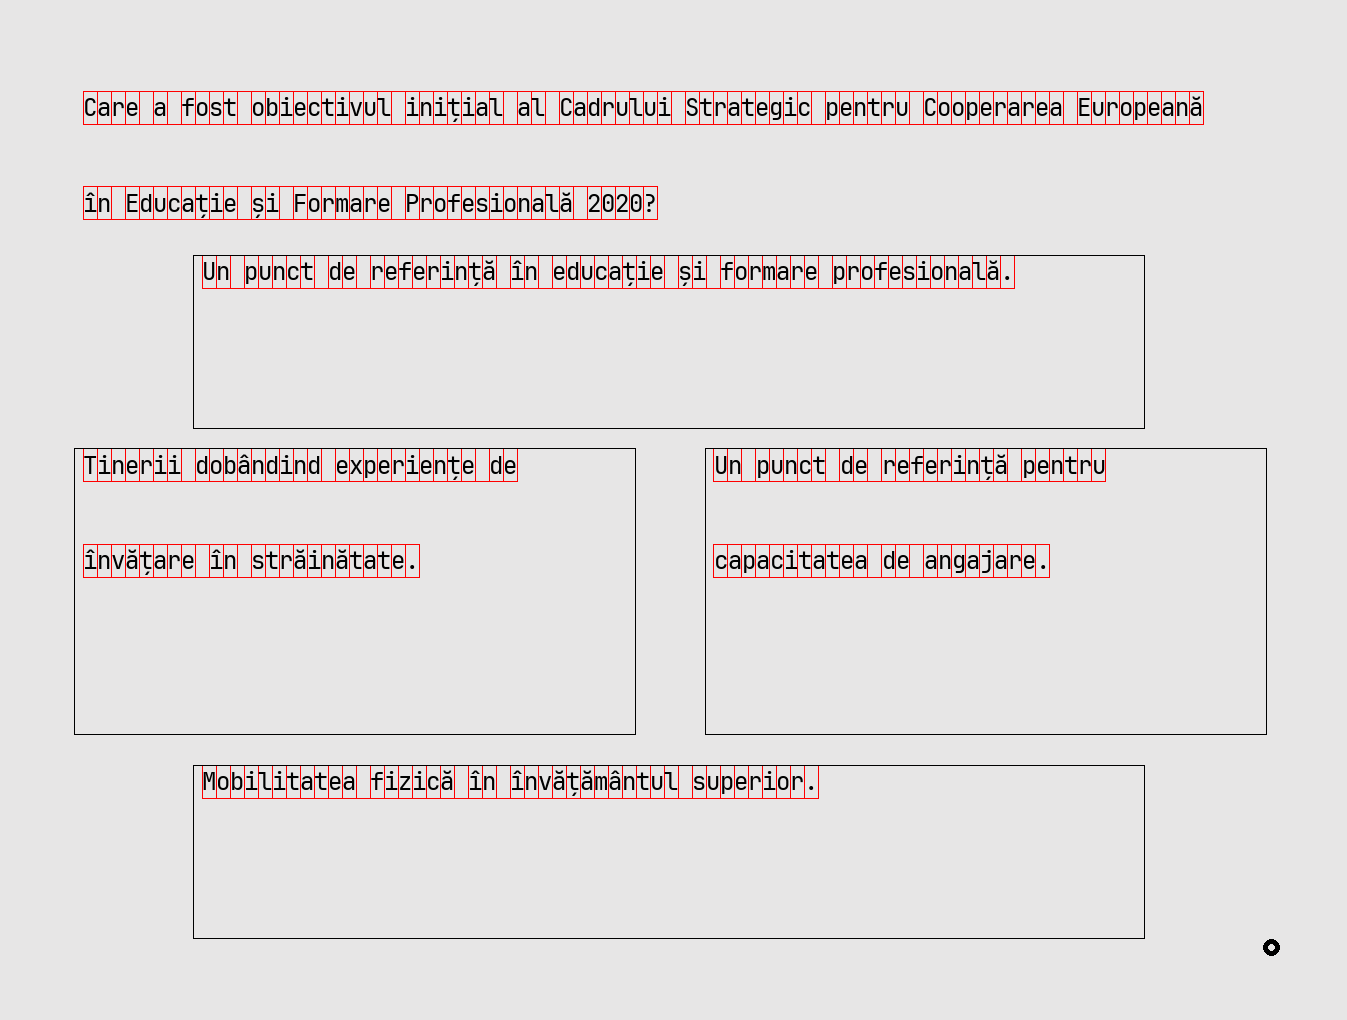 Care a fost obiectivul inițial al Cadrului Strategic pentru Cooperarea Europeană
în Educație și Formare Profesională 2020?
Un punct de referință în educație și formare profesională.
Tinerii dobândind experiențe de
învățare în străinătate.
Un punct de referință pentru
capacitatea de angajare.
Mobilitatea fizică în învățământul superior.